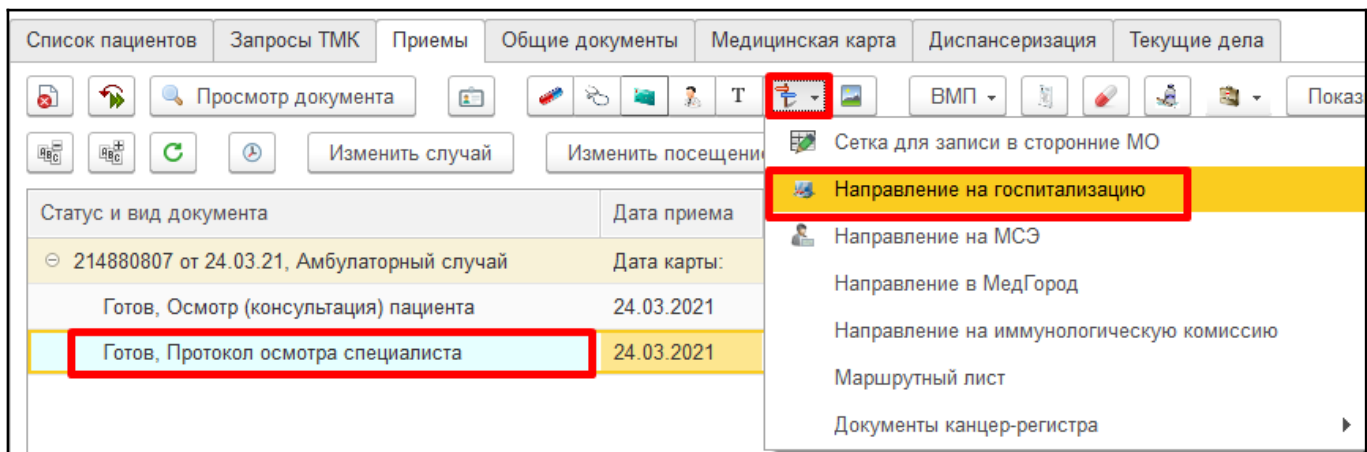 Список пациентов Запросы ТМК Приемы Общие документы Медицинская карта Диспансеризация Текущие дела
Просмотр документа Т ВМП Показ
Изменить случай Изменить посещение
Сетка для записи в сторонние МО
Направление на госпитализацию
Статус и вид документа Дата приема
Направление на МСЭ
214880807 от 24.03.21, Амбулаторный случай Дата карты:
Направление в МедГород
Готов, Осмотр (консультация) пациента 24.03.2021
Направление на иммунологическую комиссию
Готов, Протокол осмотра специалиста 24.03.2021
Маршрутный лист
Документы канцер-регистра